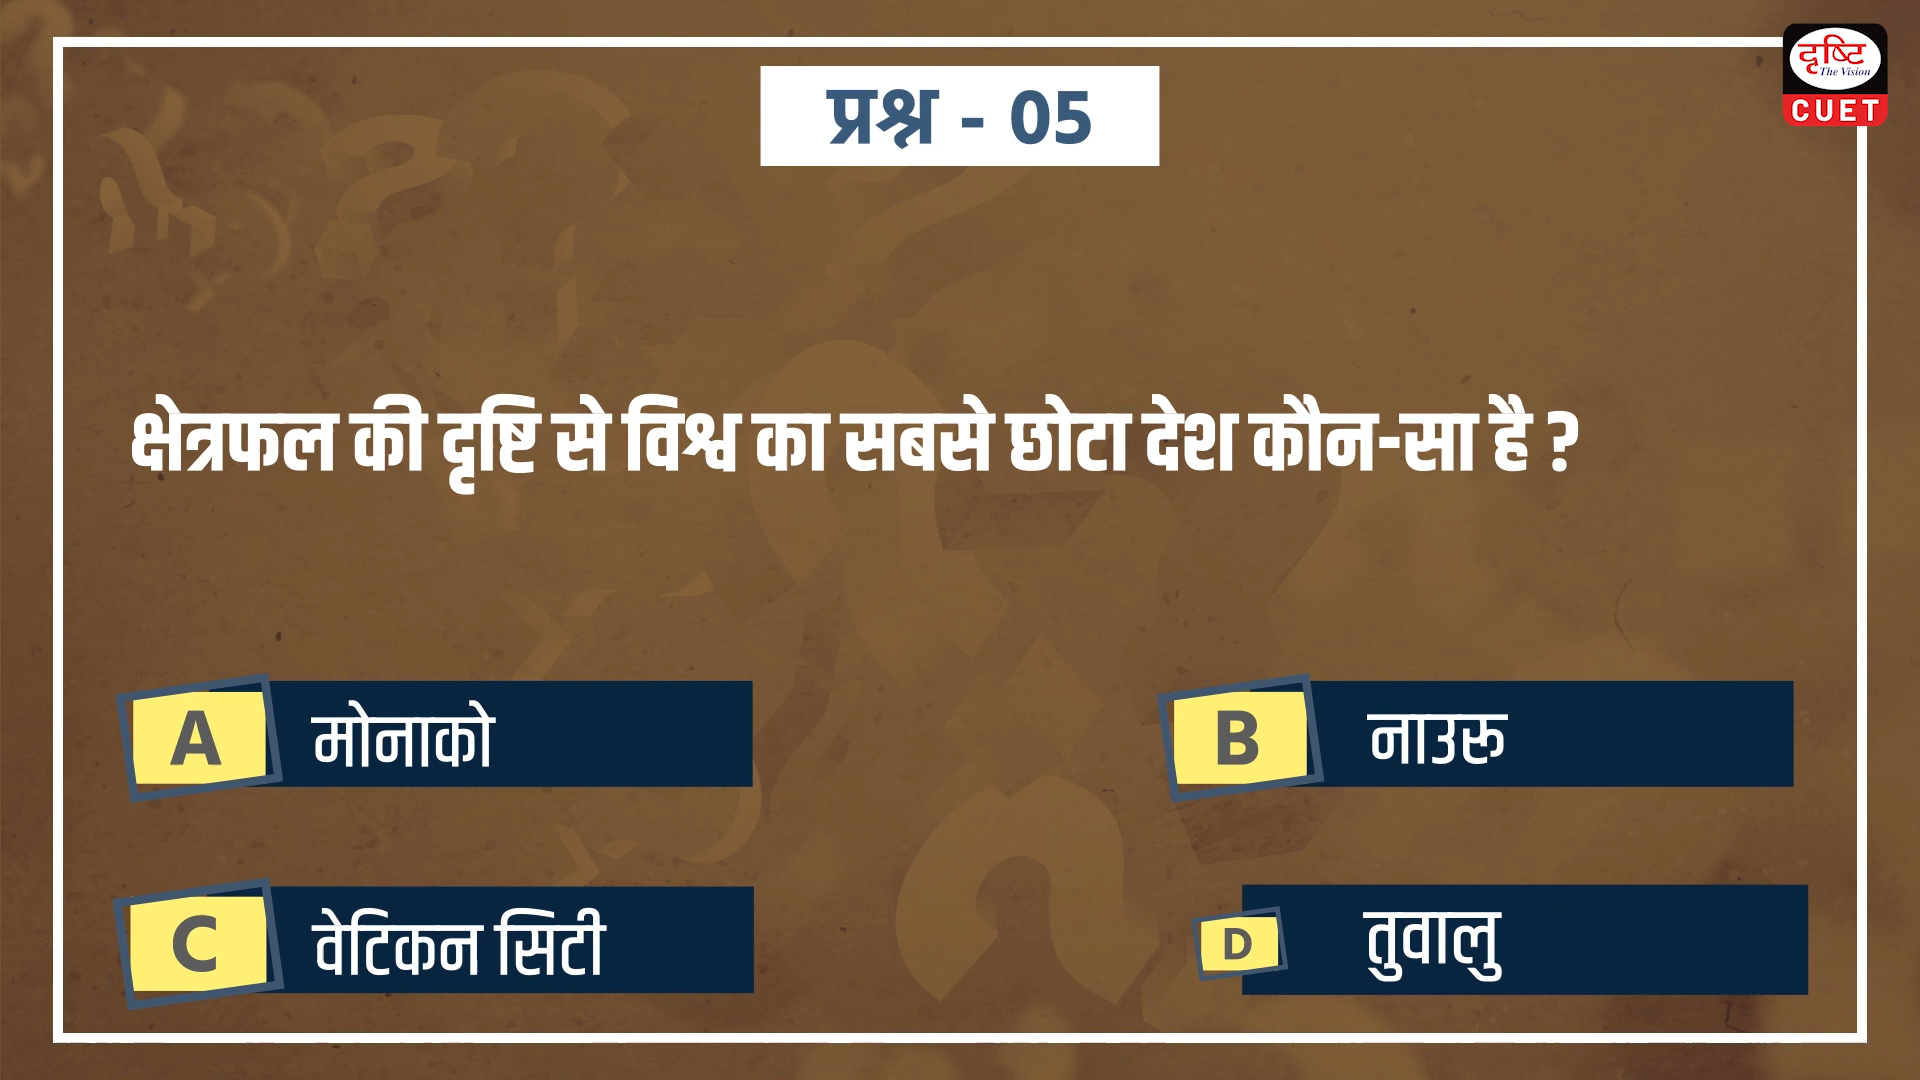 दृष्टि
The Vision
CUET
प्रश्न - 05
क्षेत्रफल की दृष्टि से विश्व का सबसे छोटा देश कौन-सा है ?
A मोनाको
B नाउरू
C वेटिकन सिटी
D तुवालु